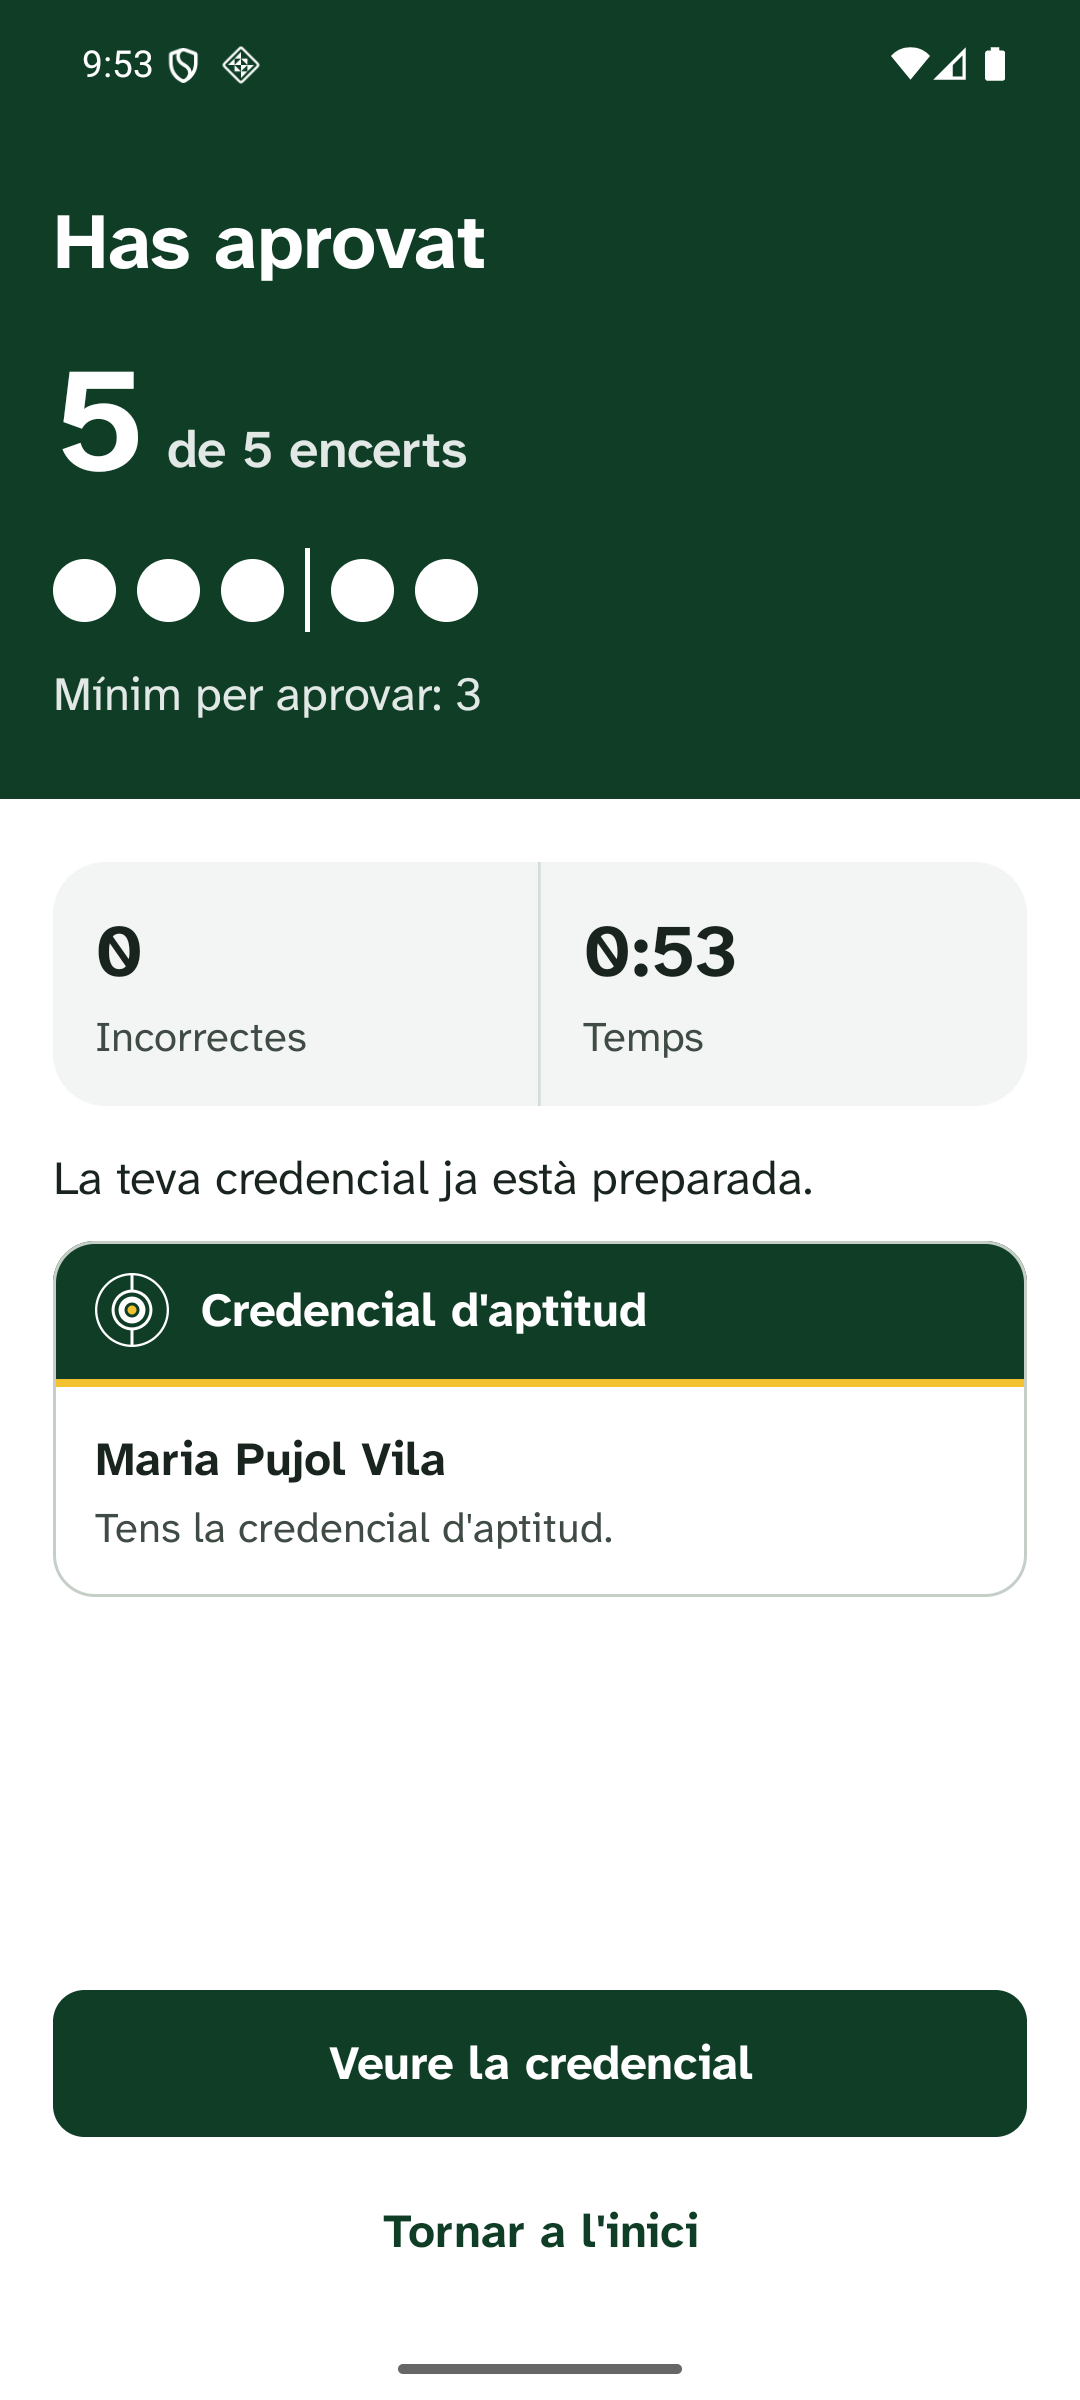 9:53
Has aprovat
5 de 5 encerts
Mínim per aprovar: 3
0
Incorrectes
0:53
Temps
La teva credencial ja està preparada.
Credencial d'aptitud
Maria Pujol Vila
Tens la credencial d'aptitud.
Veure la credencial
Tornar a l'inici